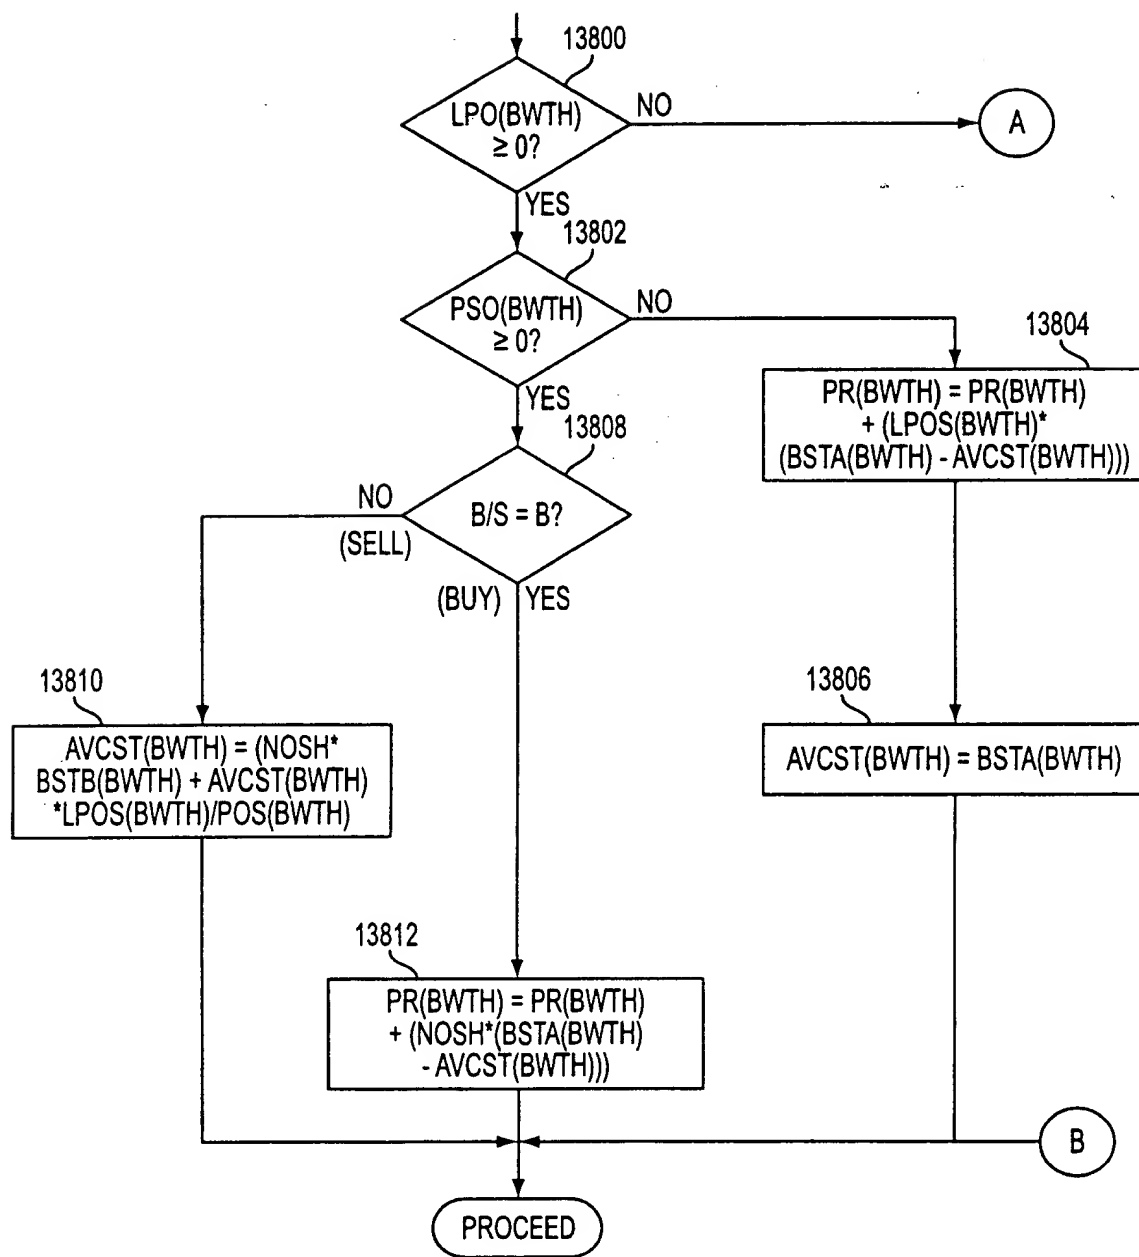 13800
LPO(BWTH)
≥ 0?
NO
A
YES
13802
PSO(BWTH)
≥ 0?
NO
13804
PR(BWTH) = PR(BWTH)
+ (LPOS(BWTH)*
(BSTA(BWTH) - AVCST(BWTH)))
YES
13808
B/S = B?
NO
(SELL)
(BUY) YES
13810
AVCST(BWTH) = (NOSH*
BSTB(BWTH) + AVCST(BWTH)
*LPOS(BWTH)/POS(BWTH)
13806
AVCST(BWTH) = BSTA(BWTH)
13812
PR(BWTH) = PR(BWTH)
+ (NOSH*(BSTA(BWTH)
- AVCST(BWTH)))
B
PROCEED